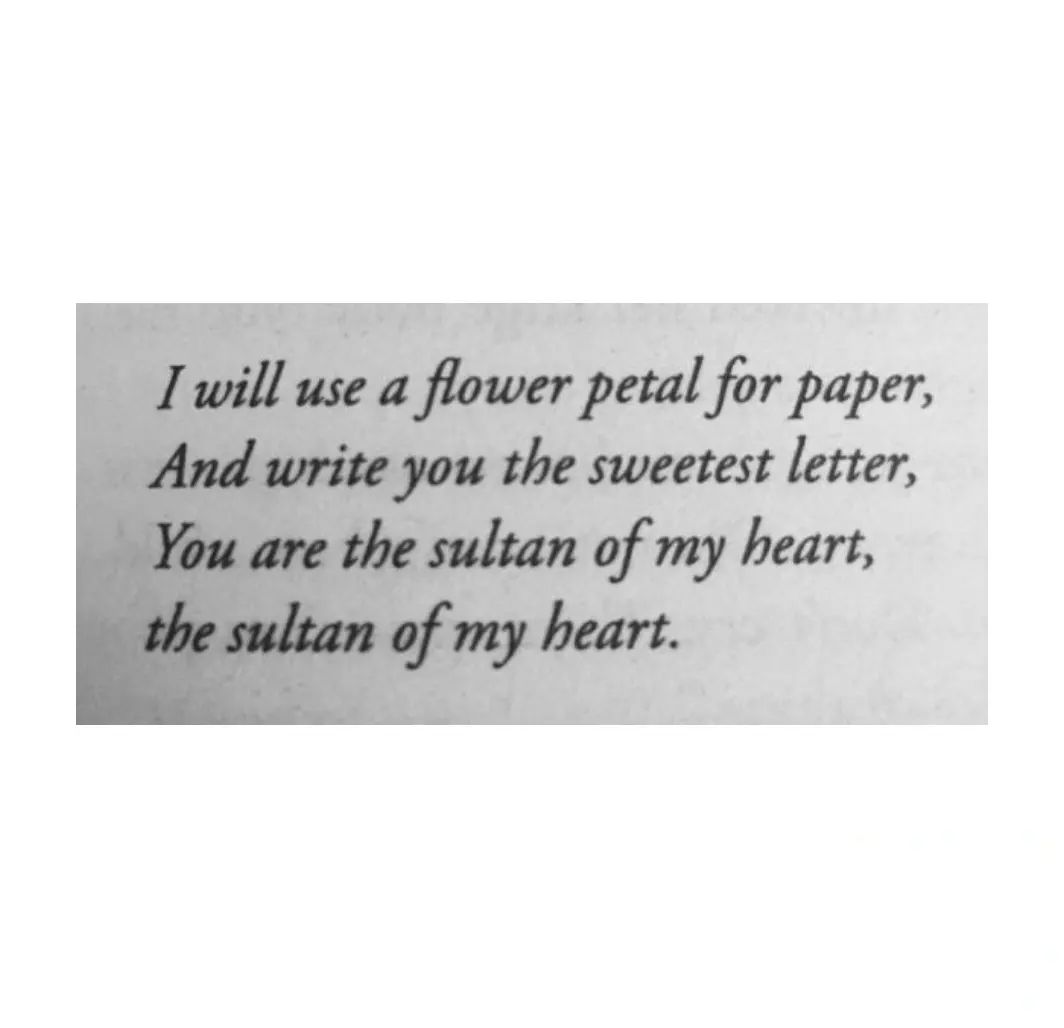 I will use a flower petal for paper,
And write you the sweetest letter,
You are the sultan of my heart,
the sultan of my heart.